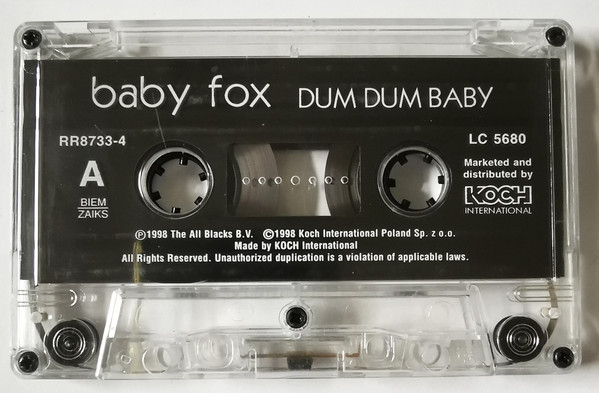 baby fox DUM DUM BABY
RR8733-4
LC 5680
A
BIEM
ZAIKS
Marketed and
distributed by
KOCH
INTERNATIONAL
℗1998 The All Blacks B.V. ©1998 Koch International Poland Sp. z o.o.
Made by KOCH International
All Rights Reserved. Unauthorized duplication is a violation of applicable laws.